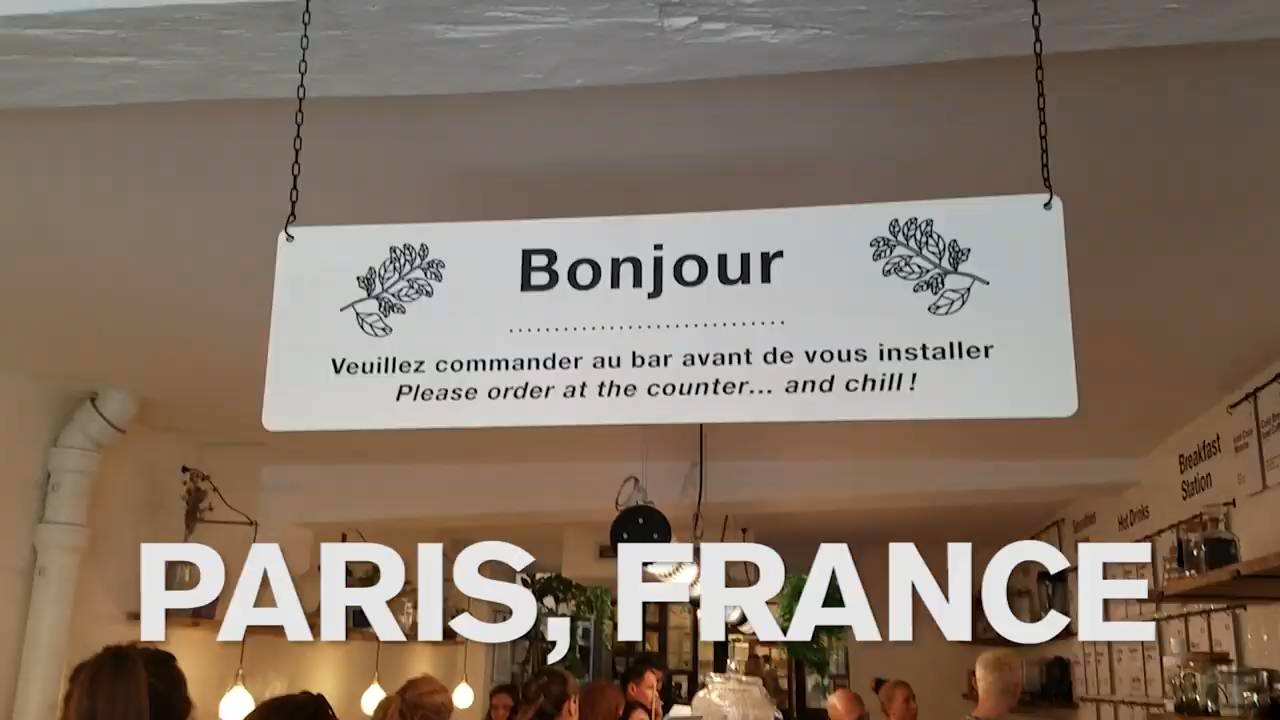 Bonjour
Veuillez commander au bar avant de vous installer
Please order at the counter... and chill!
Breakfast
Station
Hot Drinks
PARIS, FRANCE